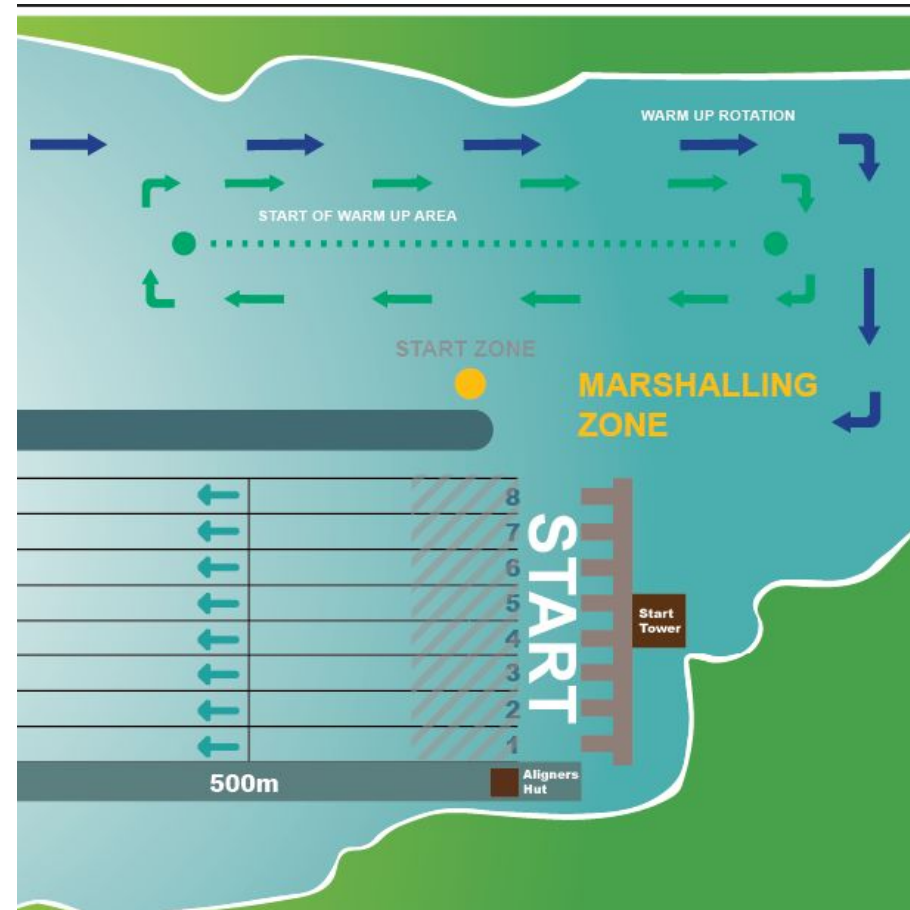 WARM UP ROTATION
START OF WARM UP AREA
START ZONE
MARSHALLING
ZONE
8
7
6
5
4
3
2
1
START
Start
Tower
500m
Aligners
Hut